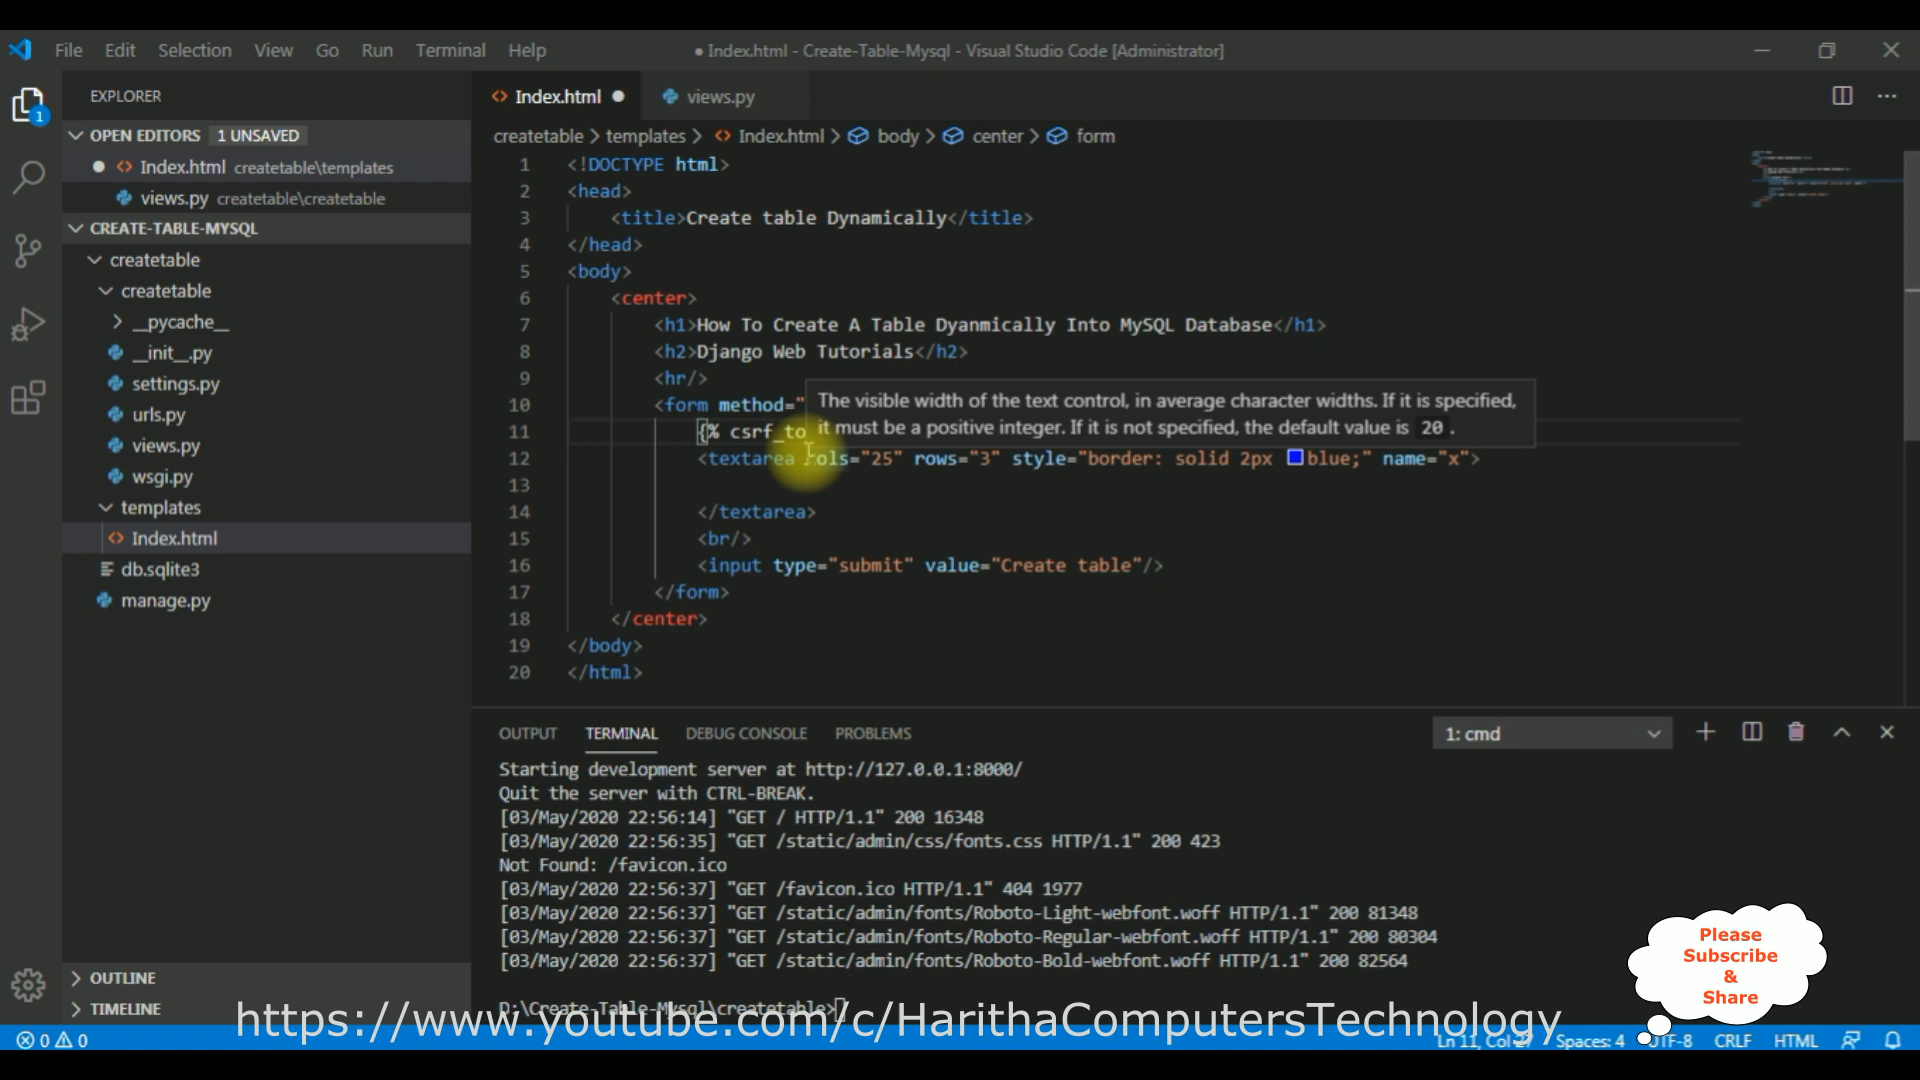 File Edit Selection View Go Run Terminal Help
● Index.html - Create-Table-Mysql - Visual Studio Code [Administrator]
EXPLORER
1
OPEN EDITORS 1 UNSAVED
Index.html createtable\templates
views.py createtable\createtable
CREATE-TABLE-MYSQL
createtable
createtable
__pycache__
__init__.py
settings.py
urls.py
views.py
wsgi.py
templates
Index.html
db.sqlite3
manage.py
OUTLINE
TIMELINE
Index.html views.py
createtable > templates > Index.html > body > center > form
1 <!DOCTYPE html>
2 <head>
3 <title>Create table Dynamically</title>
4 </head>
5 <body>
6 <center>
7 <h1>How To Create A Table Dyanmically Into MySQL Database</h1>
8 <h2>Django Web Tutorials</h2>
9 <hr/>
10 <form method="
11 {% csrf_to
The visible width of the text control, in average character widths. If it is specified,
it must be a positive integer. If it is not specified, the default value is 20.
12 <textarea cols="25" rows="3" style="border: solid 2px blue;" name="x">
13
14 </textarea>
15 <br/>
16 <input type="submit" value="Create table"/>
17 </form>
18 </center>
19 </body>
20 </html>
OUTPUT TERMINAL DEBUG CONSOLE PROBLEMS
1: cmd
Starting development server at http://127.0.0.1:8000/
Quit the server with CTRL-BREAK.
[03/May/2020 22:56:14] "GET / HTTP/1.1" 200 16348
[03/May/2020 22:56:35] "GET /static/admin/css/fonts.css HTTP/1.1" 200 423
Not Found: /favicon.ico
[03/May/2020 22:56:37] "GET /favicon.ico HTTP/1.1" 404 1977
[03/May/2020 22:56:37] "GET /static/admin/fonts/Roboto-Light-webfont.woff HTTP/1.1" 200 81348
[03/May/2020 22:56:37] "GET /static/admin/fonts/Roboto-Regular-webfont.woff HTTP/1.1" 200 80304
[03/May/2020 22:56:37] "GET /static/admin/fonts/Roboto-Bold-webfont.woff HTTP/1.1" 200 82564
D:\Create-Table-Mysql\createtable>
https://www.youtube.com/c/HarithaComputersTechnology
Please
Subscribe
&
Share
0 0
Ln 11, Col 27 Spaces: 4 UTF-8 CRLF HTML